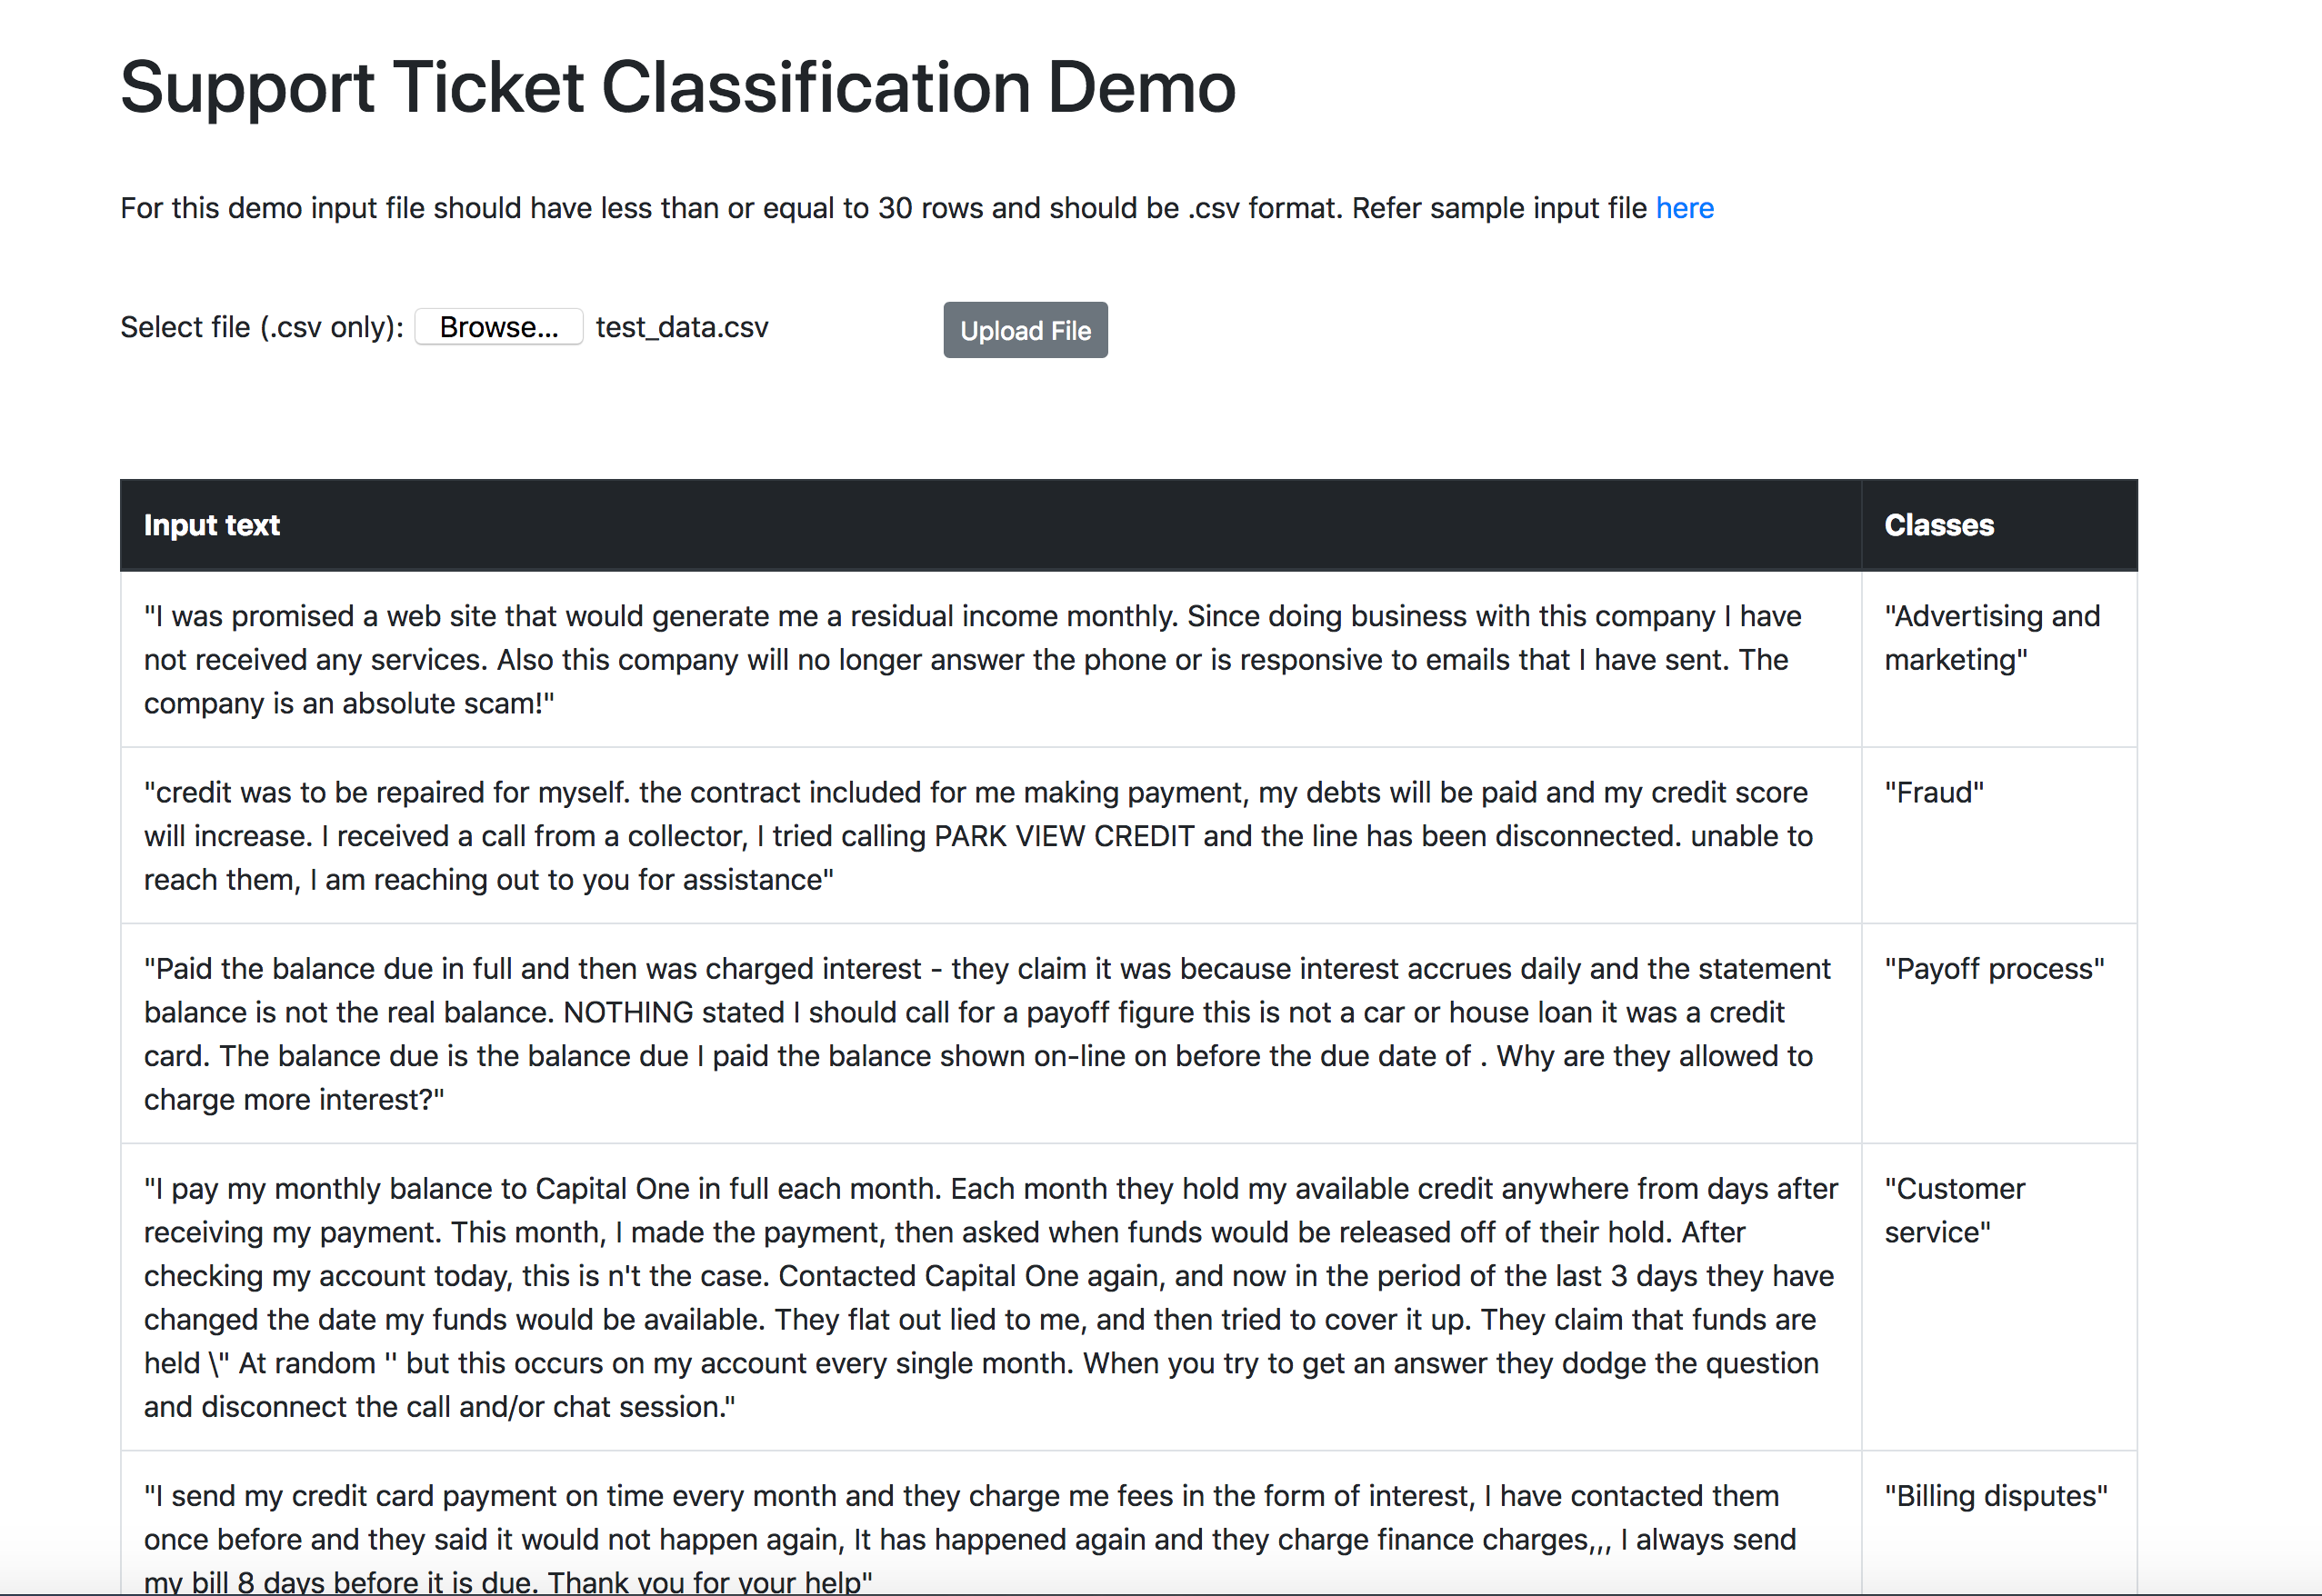 Support Ticket Classification Demo
For this demo input file should have less than or equal to 30 rows and should be .csv format. Refer sample input file here
Select file (.csv only): Browse... test_data.csv Upload File
Input text Classes
"I was promised a web site that would generate me a residual income monthly. Since doing business with this company I have
not received any services. Also this company will no longer answer the phone or is responsive to emails that I have sent. The
company is an absolute scam!"
"Advertising and
marketing"
"credit was to be repaired for myself. the contract included for me making payment, my debts will be paid and my credit score
will increase. I received a call from a collector, I tried calling PARK VIEW CREDIT and the line has been disconnected. unable to
reach them, I am reaching out to you for assistance"
"Fraud"
"Paid the balance due in full and then was charged interest - they claim it was because interest accrues daily and the statement
balance is not the real balance. NOTHING stated I should call for a payoff figure this is not a car or house loan it was a credit
card. The balance due is the balance due I paid the balance shown on-line on before the due date of . Why are they allowed to
charge more interest?"
"Payoff process"
"I pay my monthly balance to Capital One in full each month. Each month they hold my available credit anywhere from days after
receiving my payment. This month, I made the payment, then asked when funds would be released off of their hold. After
checking my account today, this is n't the case. Contacted Capital One again, and now in the period of the last 3 days they have
changed the date my funds would be available. They flat out lied to me, and then tried to cover it up. They claim that funds are
held \" At random '' but this occurs on my account every single month. When you try to get an answer they dodge the question
and disconnect the call and/or chat session."
"Customer
service"
"I send my credit card payment on time every month and they charge me fees in the form of interest, I have contacted them
once before and they said it would not happen again, It has happened again and they charge finance charges,,, I always send
my bill 8 days before it is due. Thank you for your help"
"Billing disputes"